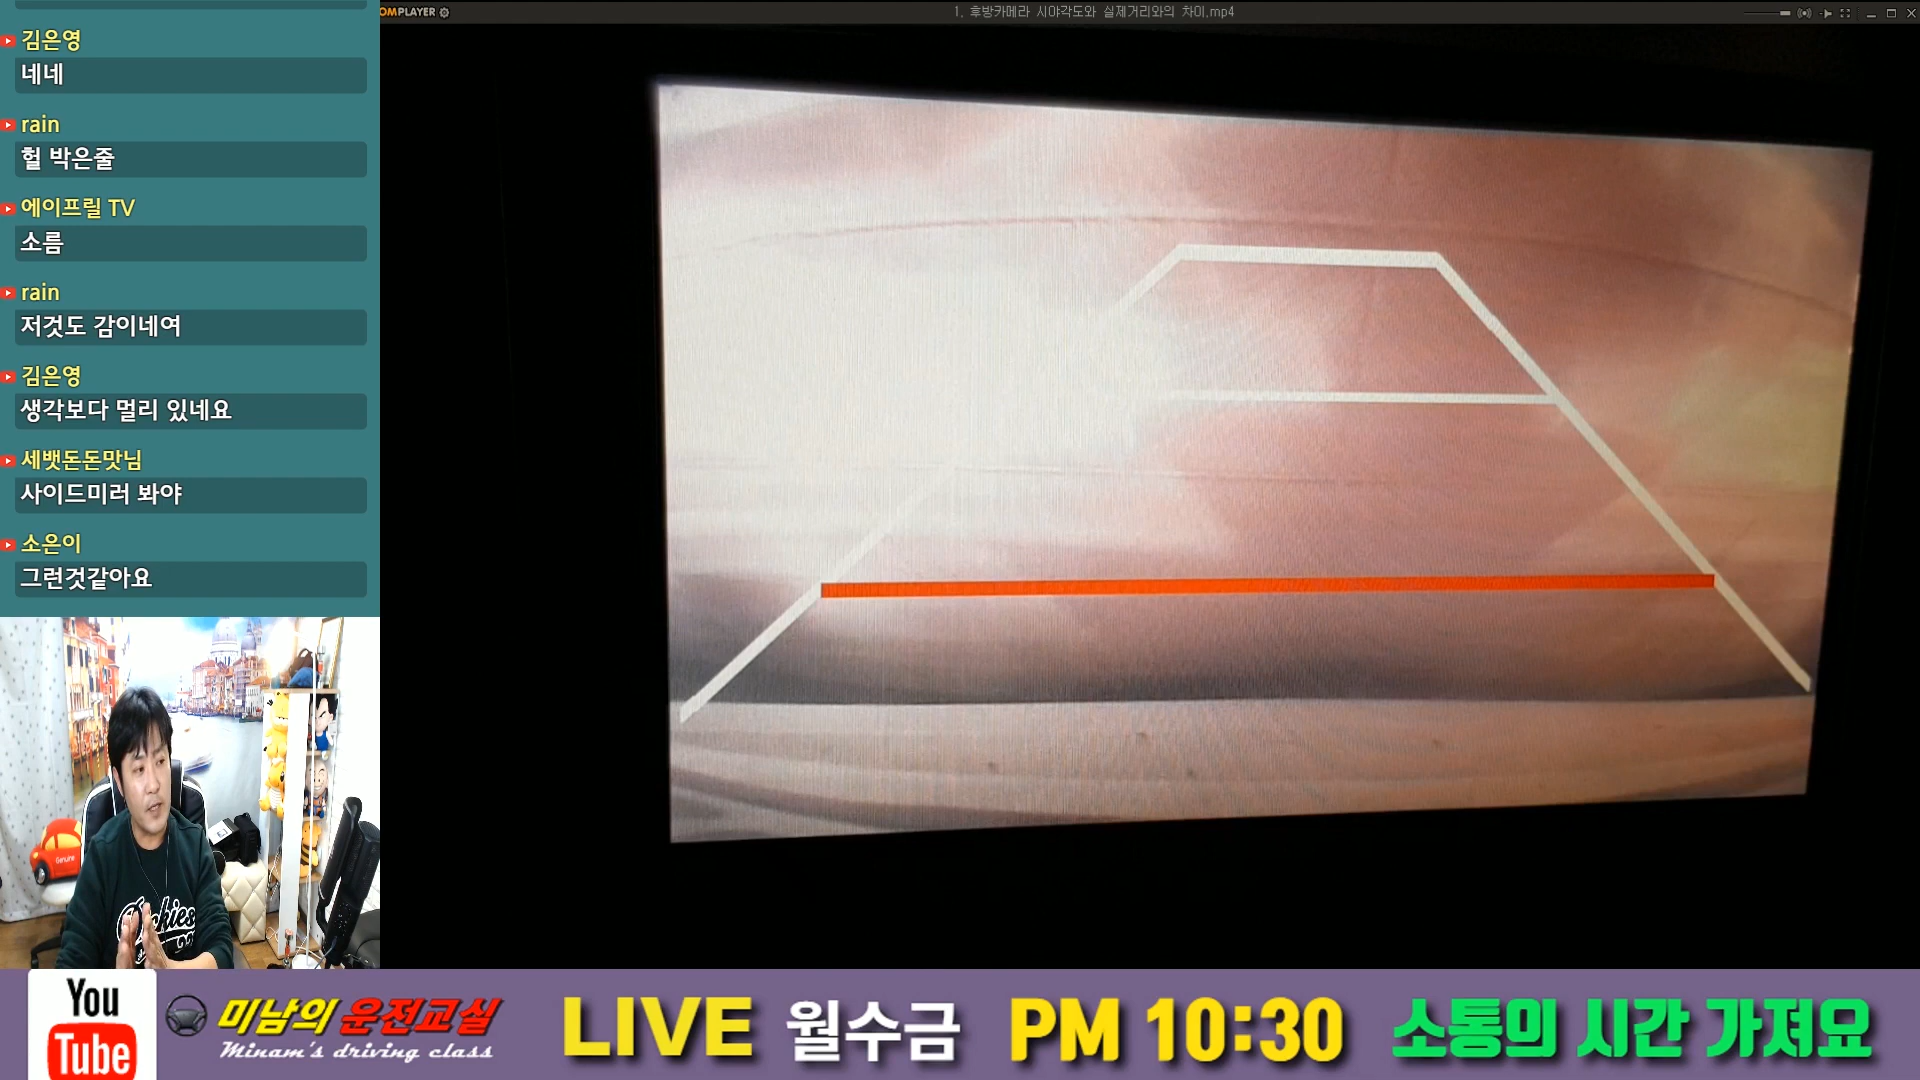 김은영
네네
rain
헐 박은줄
에이프릴 TV
소름
rain
저것도 감이네여
김은영
생각보다 멀리 있네요
세뱃돈돈맛님
사이드미러 봐야
소은이
그런것같아요
OMPLAYER
1, 후방카메라 시야각도와 실제거리와의 차이.mp4
Genuine
Dickies
You
Tube
미남의 운전교실
Minam's driving class
LIVE 월수금 PM 10:30 소통의 시간 가져요